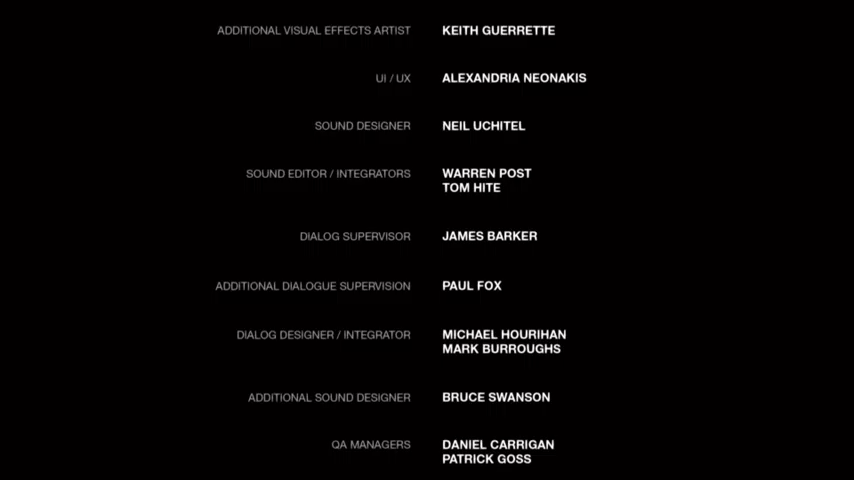 ADDITIONAL VISUAL EFFECTS ARTIST KEITH GUERRETTE
UI / UX ALEXANDRIA NEONAKIS
SOUND DESIGNER NEIL UCHITEL
SOUND EDITOR / INTEGRATORS WARREN POST
TOM HITE
DIALOG SUPERVISOR JAMES BARKER
ADDITIONAL DIALOGUE SUPERVISION PAUL FOX
DIALOG DESIGNER / INTEGRATOR MICHAEL HOURIHAN
MARK BURROUGHS
ADDITIONAL SOUND DESIGNER BRUCE SWANSON
QA MANAGERS DANIEL CARRIGAN
PATRICK GOSS